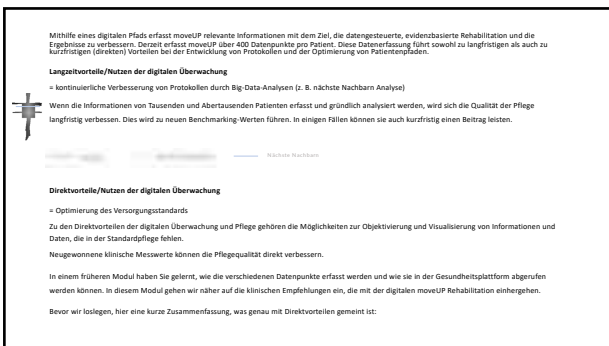 Mithilfe eines digitalen Pfads erfasst moveUP relevante Informationen mit dem Ziel, die datengesteuerte, evidenzbasierte Rehabilitation und die
Ergebnisse zu verbessern. Derzeit erfasst moveUP über 400 Datenpunkte pro Patient. Diese Datenerfassung führt sowohl zu langfristigen als auch zu
kurzfristigen (direkten) Vorteilen bei der Entwicklung von Protokollen und der Optimierung von Patientenpfaden.
Langzeitvorteile/Nutzen der digitalen Überwachung
= kontinuierliche Verbesserung von Protokollen durch Big-Data-Analysen (z. B. nächste Nachbarn Analyse)
Wenn die Informationen von Tausenden und Abertausenden Patienten erfasst und gründlich analysiert werden, wird sich die Qualität der Pflege
langfristig verbessen. Dies wird zu neuen Benchmarking-Werten führen. In einigen Fällen können sie auch kurzfristig einen Beitrag leisten.
Nächste Nachbarn
Direktvorteile/Nutzen der digitalen Überwachung
= Optimierung des Versorgungsstandards
Zu den Direktvorteilen der digitalen Überwachung und Pflege gehören die Möglichkeiten zur Objektivierung und Visualisierung von Informationen und
Daten, die in der Standardpflege fehlen.
Neugewonnene klinische Messwerte können die Pflegequalität direkt verbessern.
In einem früheren Modul haben Sie gelernt, wie die verschiedenen Datenpunkte erfasst werden und wie sie in der Gesundheitsplattform abgerufen
werden können. In diesem Modul gehen wir näher auf die klinischen Empfehlungen ein, die mit der digitalen moveUP Rehabilitation einhergehen.
Bevor wir loslegen, hier eine kurze Zusammenfassung, was genau mit Direktvorteilen gemeint ist: